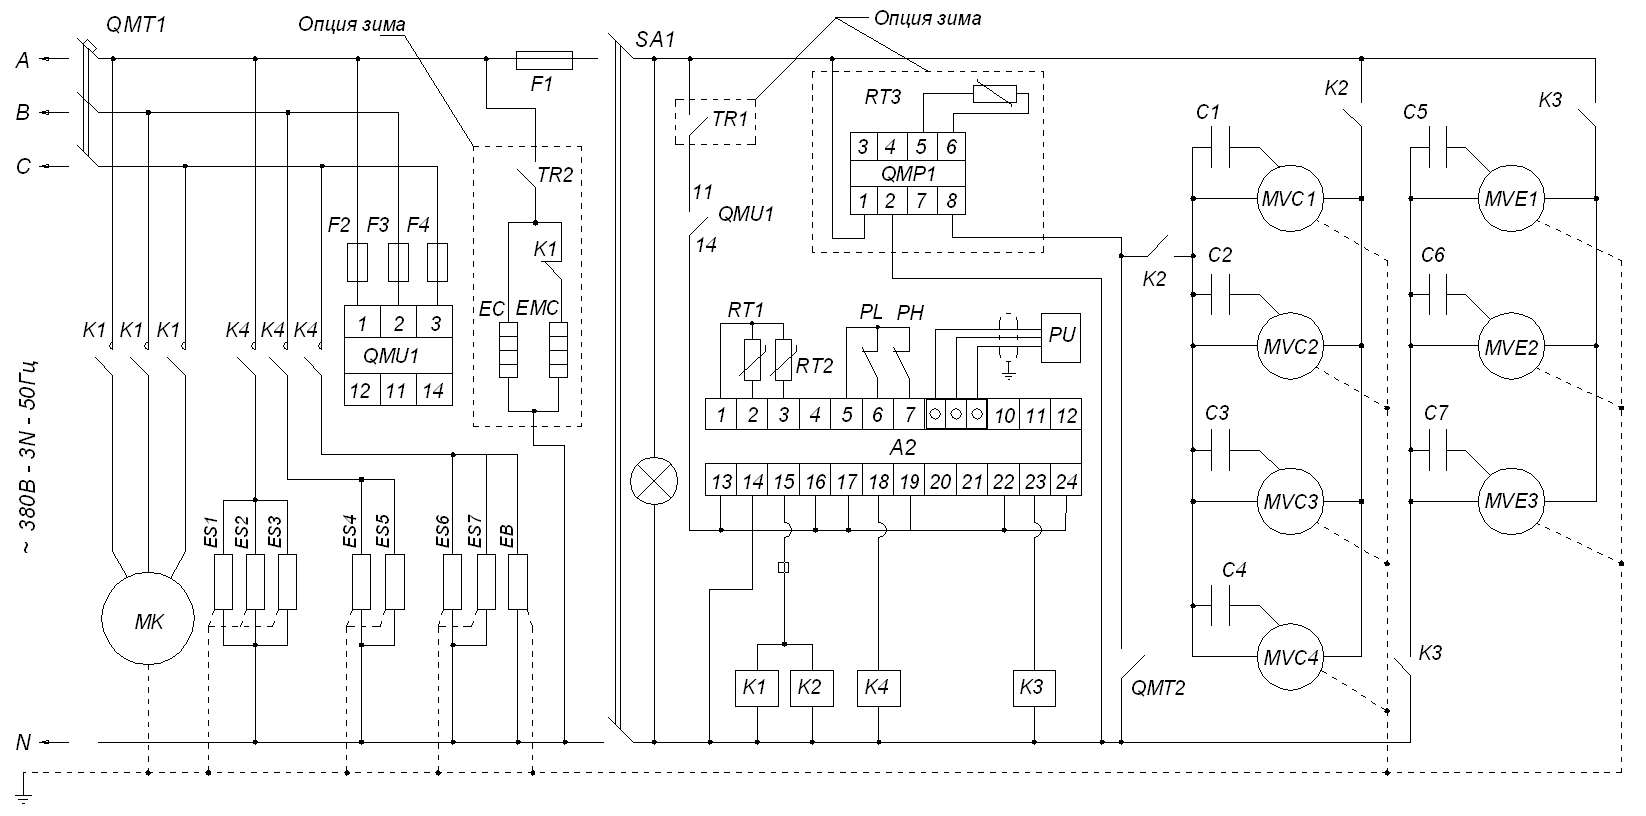 QMT1
Опция зима
SA1
Опция зима
A
F1
K2
B
RT3
TR1
C1
C5
K3
3 4 5 6
QMP1
1 2 7 8
C
TR2
11
QMU1
14
MVC1
MVE1
F2 F3 F4
K1
K2
C2
C6
EC EMC
RT1
PL PH
PU
1 2 3
QMU1
12 11 14
K1 K1 K1 K4 K4 K4
RT2
MVC2
MVE2
1 2 3 4 5 6 7 10 11 12
A2
13 14 15 16 17 18 19 20 21 22 23 24
C3
C7
MVC3
MVE3
~ 380В - 3N - 50Гц
ES1 ES2 ES3 ES4 ES5 ES6 ES7 EB
MK
C4
MVC4
K3
K1 K2 K4 K3
QMT2
N